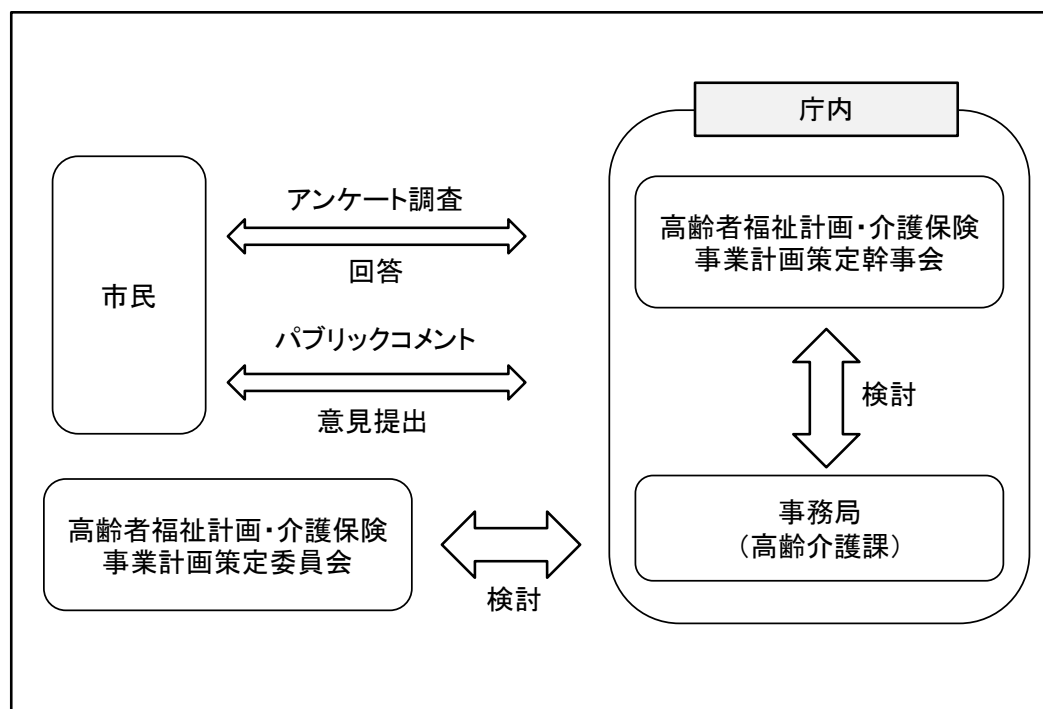 庁内
市民
アンケート調査
回答
パブリックコメント
意見提出
高齢者福祉計画・介護保険
事業計画策定幹事会
検討
高齢者福祉計画・介護保険
事業計画策定委員会
検討
事務局
(高齢介護課)